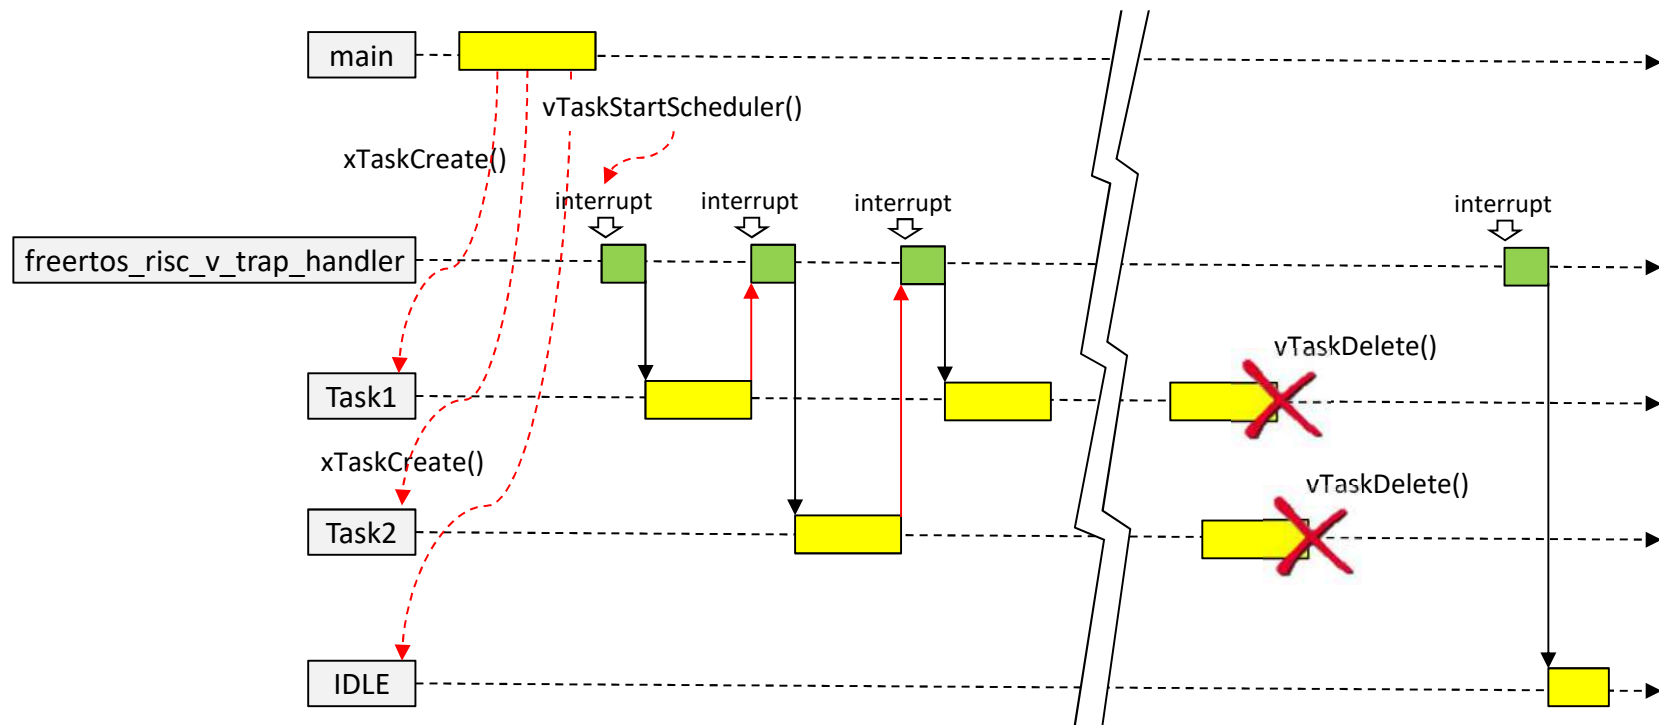 main
vTaskStartScheduler()
xTaskCreate()
interrupt
interrupt
interrupt
interrupt
freertos_risc_v_trap_handler
vTaskDelete()
Task1
xTaskCreate()
vTaskDelete()
Task2
IDLE